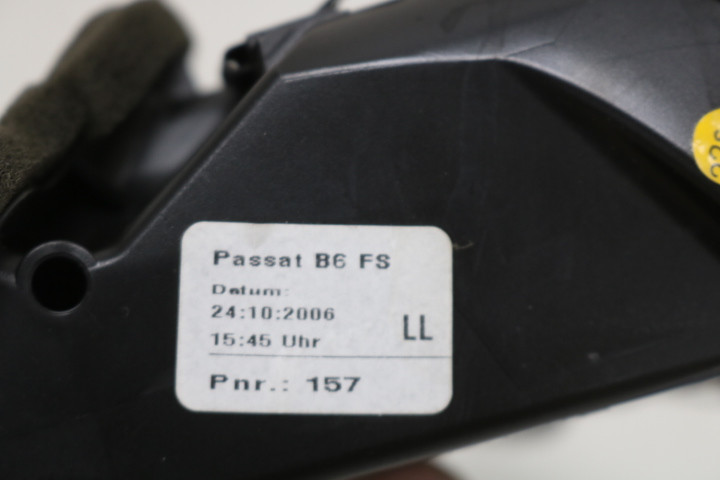 Passat B6 FS
Datum:
24:10:2006
15:45 Uhr
LL
Pnr.: 157